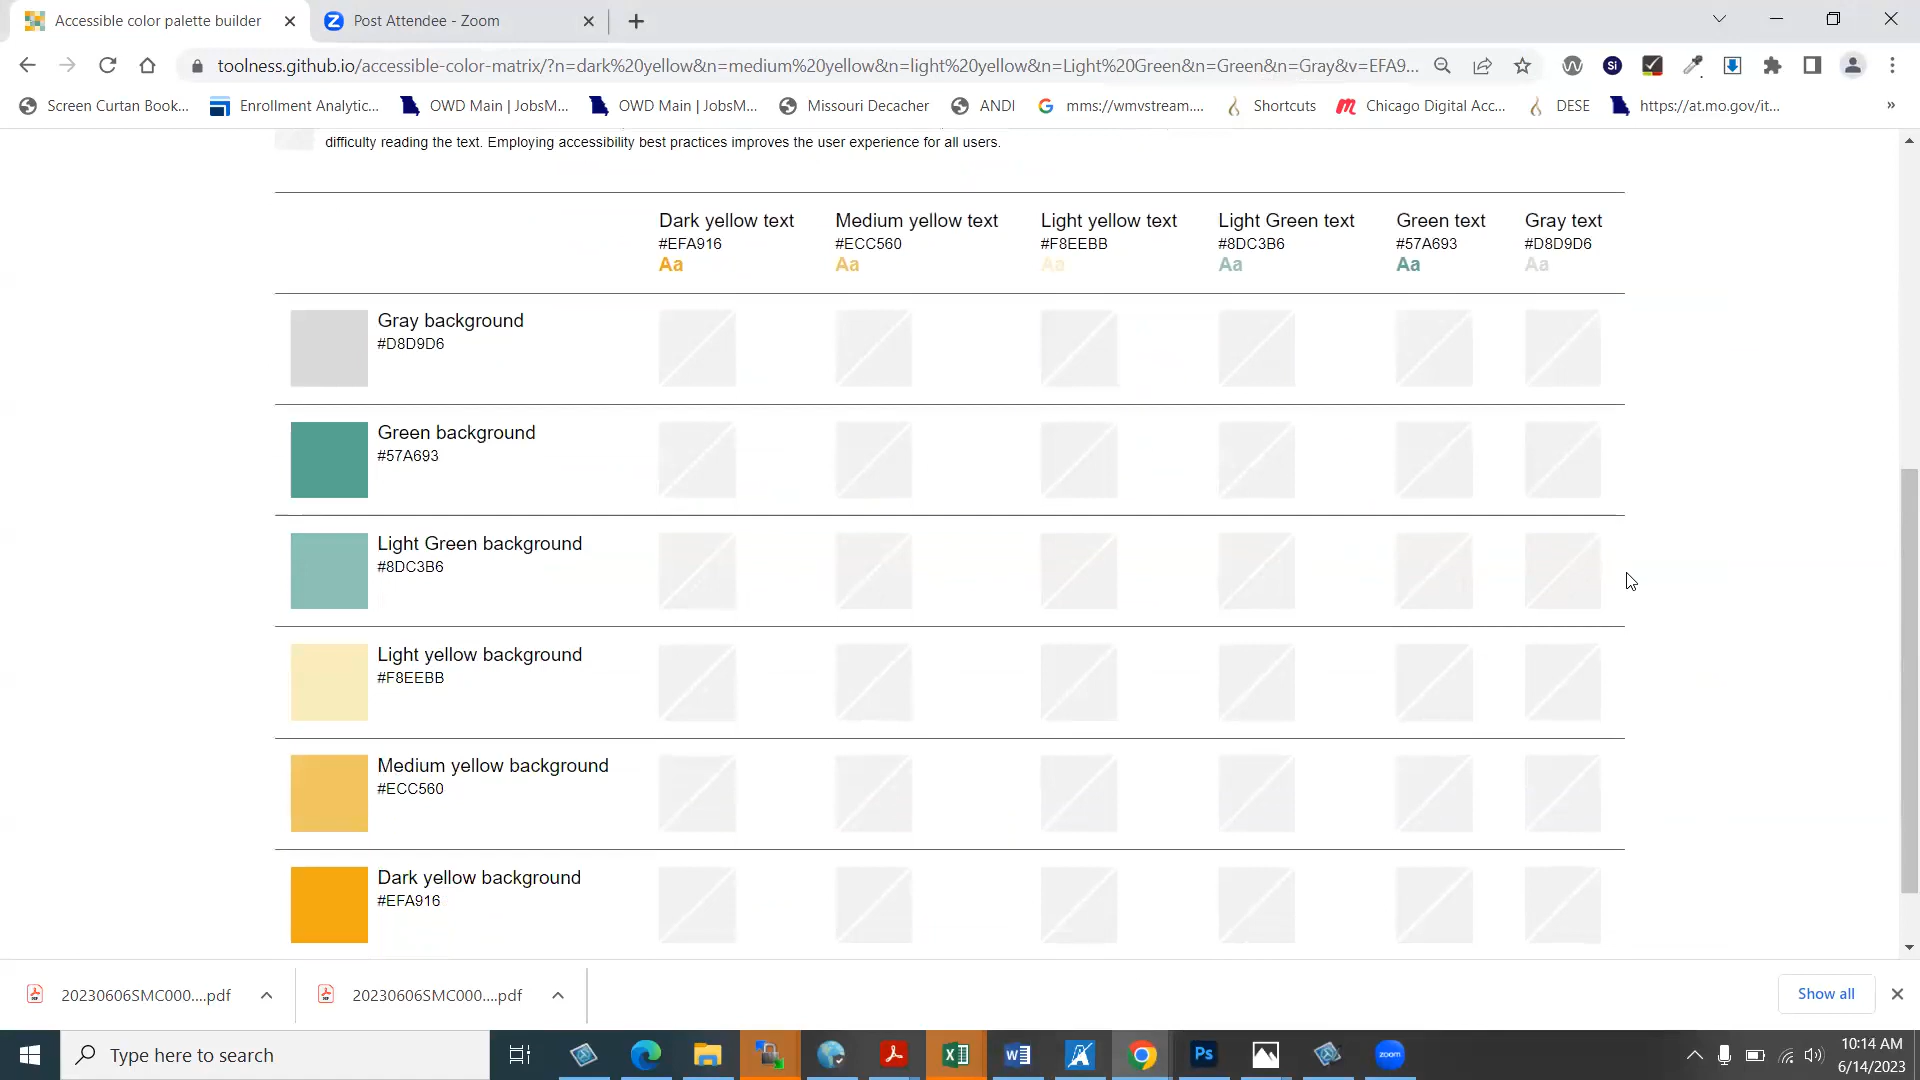 Accessible color palette builder
Post Attendee - Zoom
toolness.github.io/accessible-color-matrix/?n=dark%20yellow&n=medium%20yellow&n=light%20yellow&n=Light%20Green&n=Green&n=Gray&v=EFA9...
Si
Screen Curtan Book...
Enrollment Analytic...
OWD Main | JobsM...
OWD Main | JobsM...
Missouri Decacher
ANDI
mms://wmvstream....
Shortcuts
Chicago Digital Acc...
DESE
https://at.mo.gov/it...
difficulty reading the text. Employing accessibility best practices improves the user experience for all users.
Dark yellow text
#EFA916
Aa
Medium yellow text
#ECC560
Aa
Light yellow text
#F8EEBB
Aa
Light Green text
#8DC3B6
Aa
Green text
#57A693
Aa
Gray text
#D8D9D6
Aa
Gray background
#D8D9D6
Green background
#57A693
Light Green background
#8DC3B6
Light yellow background
#F8EEBB
Medium yellow background
#ECC560
Dark yellow background
#EFA916
20230606SMC000....pdf
20230606SMC000....pdf
Show all
Type here to search
Ps
zoom
10:14 AM
6/14/2023